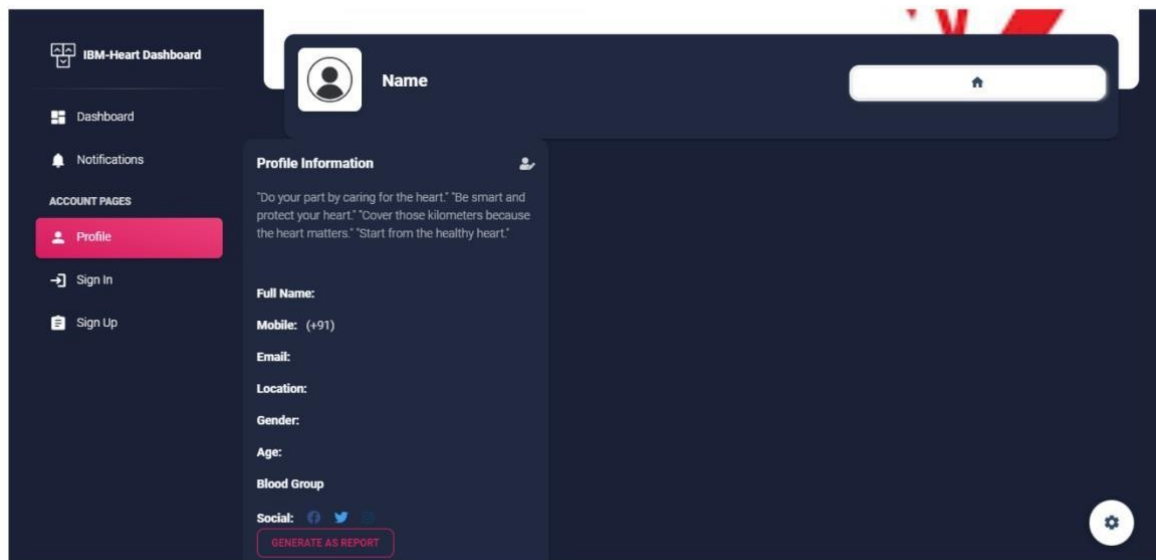 IBM-Heart Dashboard
Dashboard
Notifications
ACCOUNT PAGES
Profile
Sign In
Sign Up
Name
Profile Information
"Do your part by caring for the heart." "Be smart and
protect your heart." "Cover those kilometers because
the heart matters." "Start from the healthy heart."
Full Name:
Mobile: (+91)
Email:
Location:
Gender:
Age:
Blood Group
Social:
GENERATE AS REPORT